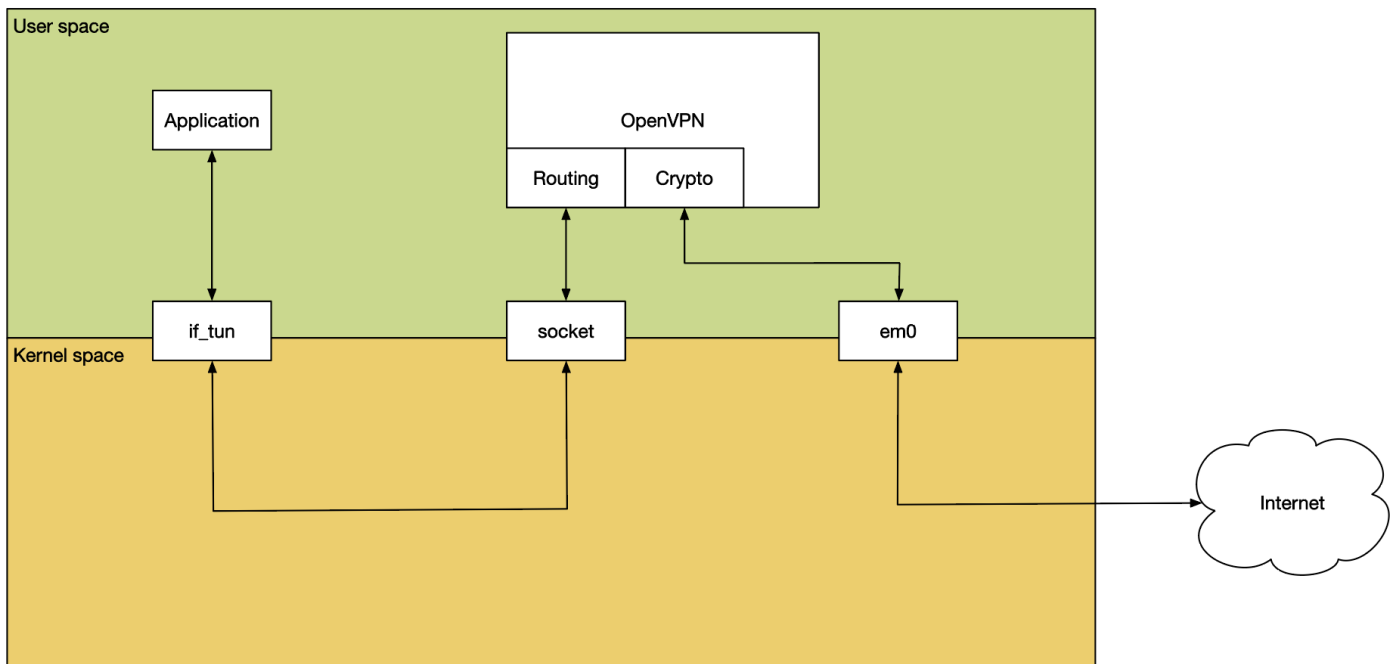 User space
Application
OpenVPN
Routing
Crypto
if_tun
socket
em0
Kernel space
Internet